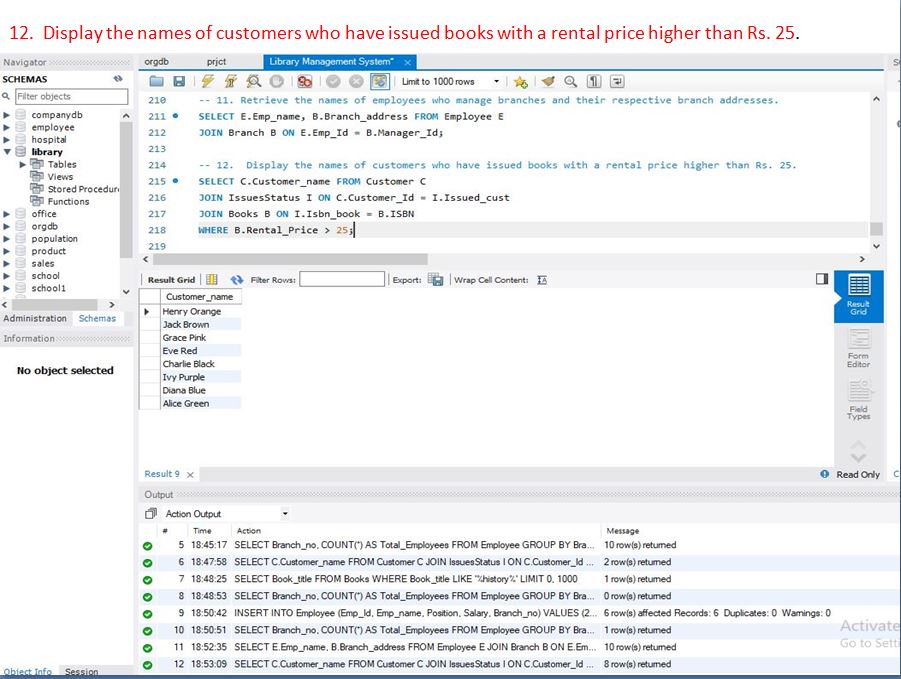 12. Display the names of customers who have issued books with a rental price higher than Rs. 25.
Navigator
orgdb prjct Library Management System* ×
SCHEMAS
Filter objects
Limit to 1000 rows
companydb
employee
hospital
library
Tables
Views
Stored Procedur
Functions
office
orgdb
population
product
sales
school
school1
Administration Schemas
Information
No object selected
Object Info Session
210 -- 11. Retrieve the names of employees who manage branches and their respective branch addresses.
211 SELECT E.Emp_name, B.Branch_address FROM Employee E
212 JOIN Branch B ON E.Emp_Id = B.Manager_Id;
213
214 -- 12. Display the names of customers who have issued books with a rental price higher than Rs. 25.
215 SELECT C.Customer_name FROM Customer C
216 JOIN IssuesStatus I ON C.Customer_Id = I.Issued_cust
217 JOIN Books B ON I.Isbn_book = B.ISBN
218 WHERE B.Rental_Price > 25;
219
Result Grid Filter Rows: Export: Wrap Cell Content:
Customer_name
Henry Orange
Jack Brown
Grace Pink
Eve Red
Charlie Black
Ivy Purple
Diana Blue
Alice Green
Result Grid
Form Editor
Field Types
Result 9 × Read Only
Output
Action Output
# Time Action Message
5 18:45:17 SELECT Branch_no, COUNT(*) AS Total_Employees FROM Employee GROUP BY Bra... 10 row(s) returned
6 18:47:58 SELECT C.Customer_name FROM Customer C JOIN IssuesStatus I ON C.Customer_Id ... 2 row(s) returned
7 18:48:25 SELECT Book_title FROM Books WHERE Book_title LIKE '%history%' LIMIT 0, 1000 1 row(s) returned
8 18:48:53 SELECT Branch_no, COUNT(*) AS Total_Employees FROM Employee GROUP BY Bra... 0 row(s) returned
9 18:50:42 INSERT INTO Employee (Emp_Id, Emp_name, Position, Salary, Branch_no) VALUES (2... 6 row(s) affected Records: 6 Duplicates: 0 Warnings: 0
10 18:50:51 SELECT Branch_no, COUNT(*) AS Total_Employees FROM Employee GROUP BY Bra... 1 row(s) returned
11 18:52:35 SELECT E.Emp_name, B.Branch_address FROM Employee E JOIN Branch B ON E.Em... 10 row(s) returned
12 18:53:09 SELECT C.Customer_name FROM Customer C JOIN IssuesStatus I ON C.Customer_Id ... 8 row(s) returned
Activate
Go to Setti